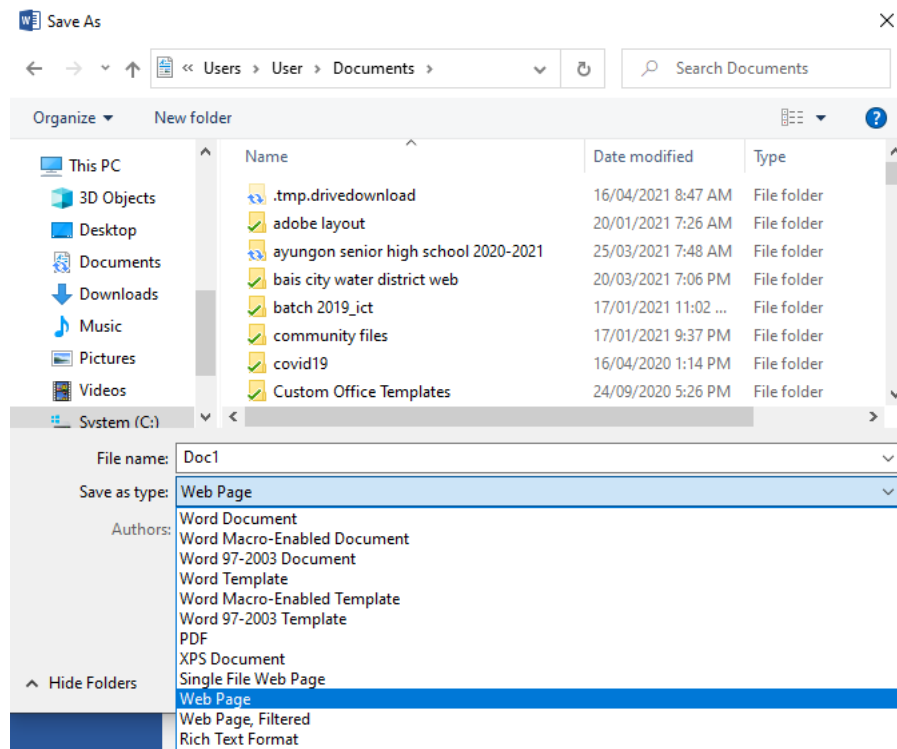 Save As
« Users › User › Documents ›
Search Documents
Organize
New folder
?
This PC
3D Objects
Desktop
Documents
Downloads
Music
Pictures
Videos
System (C:)
Name Date modified Type
.tmp.drivedownload 16/04/2021 8:47 AM File folder
adobe layout 20/01/2021 7:26 AM File folder
ayungon senior high school 2020-2021 25/03/2021 7:48 AM File folder
bais city water district web 20/03/2021 7:06 PM File folder
batch 2019_ict 17/01/2021 11:02 ... File folder
community files 17/01/2021 9:37 PM File folder
covid19 16/04/2020 1:14 PM File folder
Custom Office Templates 24/09/2020 5:26 PM File folder
File name: Doc1
Save as type: Web Page
Authors:
Word Document
Word Macro-Enabled Document
Word 97-2003 Document
Word Template
Word Macro-Enabled Template
Word 97-2003 Template
PDF
XPS Document
Single File Web Page
Web Page
Web Page, Filtered
Rich Text Format
Hide Folders